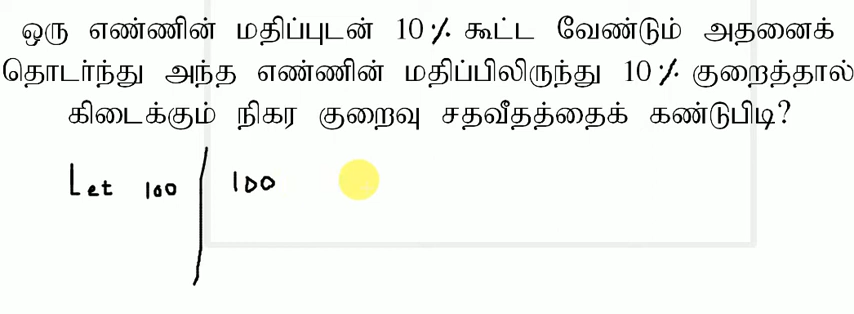 ஒரு எண்ணின் மதிப்புடன் 10% கூட்ட வேண்டும் அதனைக்
தொடர்ந்து அந்த எண்ணின் மதிப்பிலிருந்து 10% குறைத்தால்
கிடைக்கும் நிகர குறைவு சதவீதத்தைக் கண்டுபிடி?
Let 100 / 100